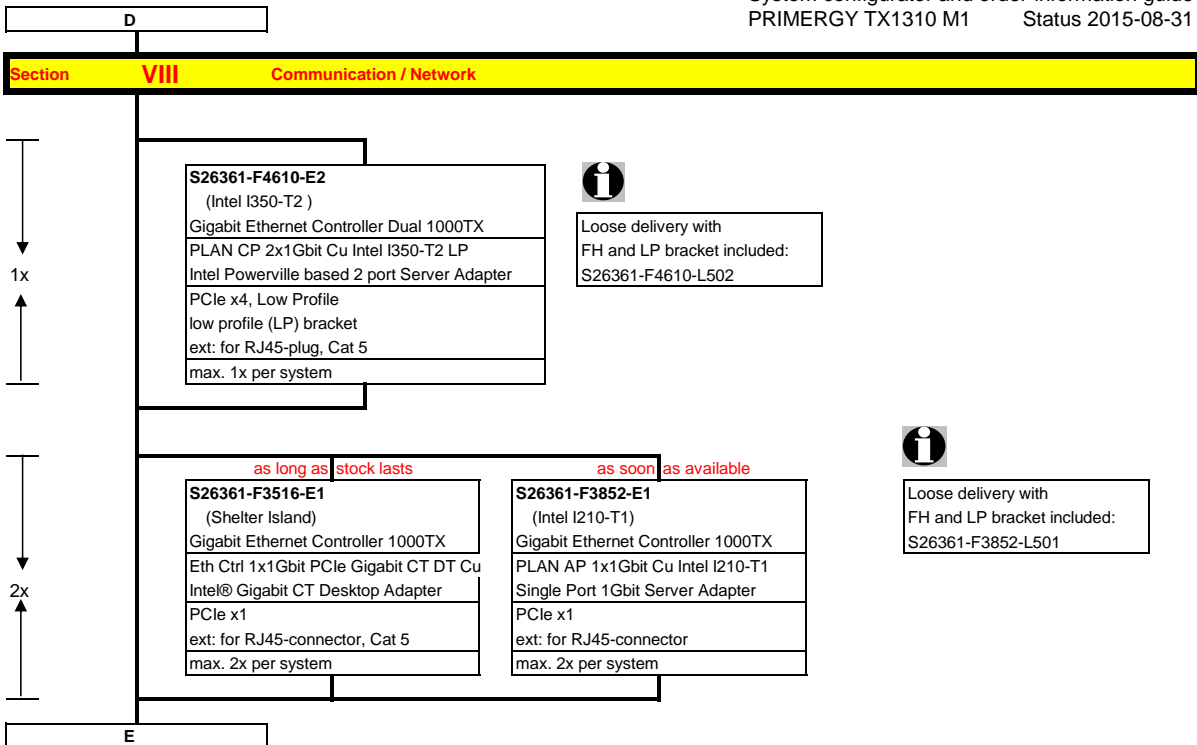 System configurator and order-information guide
PRIMERGY TX1310 M1 Status 2015-08-31
D
Section VIII Communication / Network
S26361-F4610-E2
(Intel I350-T2 )
Gigabit Ethernet Controller Dual 1000TX
PLAN CP 2x1Gbit Cu Intel I350-T2 LP
Intel Powerville based 2 port Server Adapter
PCIe x4, Low Profile
low profile (LP) bracket
ext: for RJ45-plug, Cat 5
max. 1x per system
Loose delivery with
FH and LP bracket included:
S26361-F4610-L502
1x
as long as stock lasts
S26361-F3516-E1
(Shelter Island)
Gigabit Ethernet Controller 1000TX
Eth Ctrl 1x1Gbit PCIe Gigabit CT DT Cu
Intel® Gigabit CT Desktop Adapter
PCIe x1
ext: for RJ45-connector, Cat 5
max. 2x per system
as soon as available
S26361-F3852-E1
(Intel I210-T1)
Gigabit Ethernet Controller 1000TX
PLAN AP 1x1Gbit Cu Intel I210-T1
Single Port 1Gbit Server Adapter
PCIe x1
ext: for RJ45-connector
max. 2x per system
Loose delivery with
FH and LP bracket included:
S26361-F3852-L501
2x
E